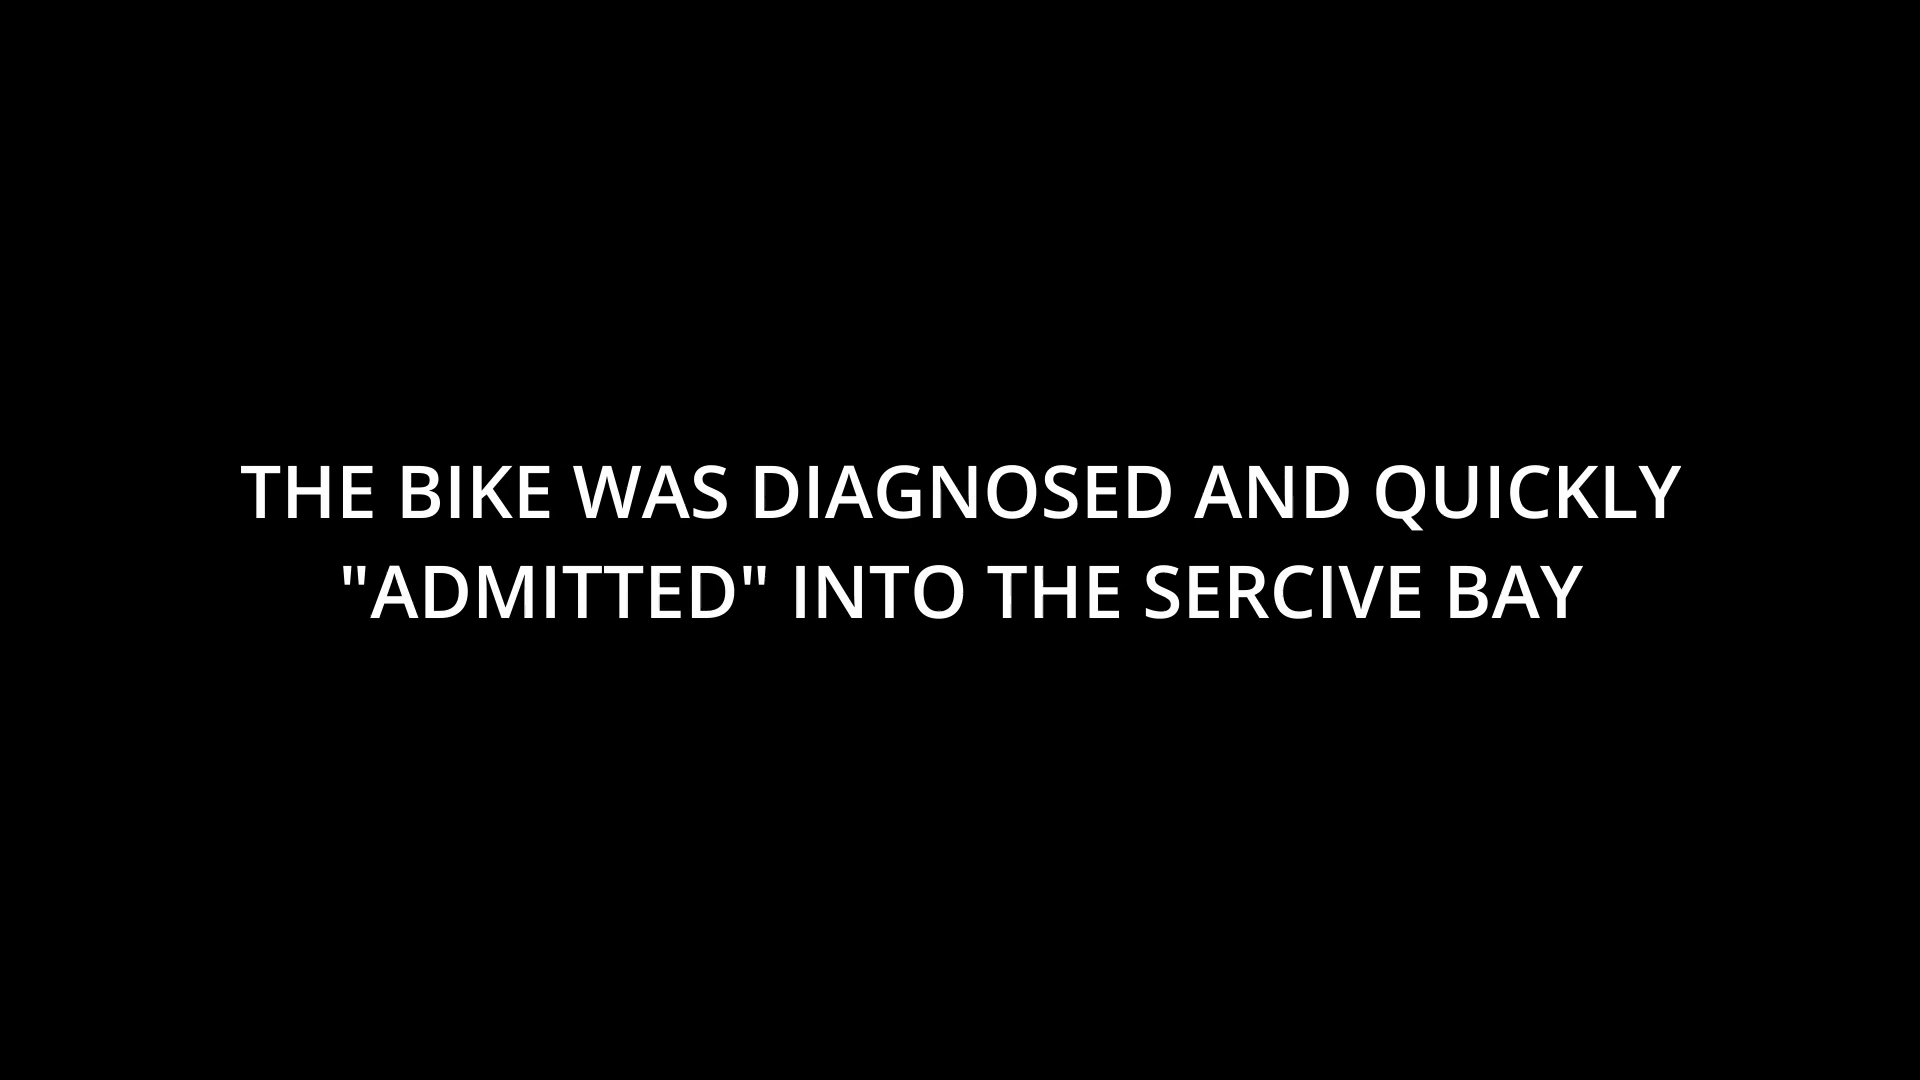 THE BIKE WAS DIAGNOSED AND QUICKLY
"ADMITTED" INTO THE SERCIVE BAY